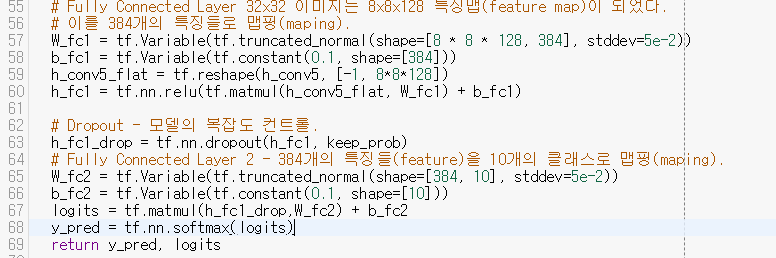 55 # Fully Connected Layer 32x32 이미지는 8x8x128 특징맵(feature map)이 되었다.
56 # 이를 384개의 특징들로 맵핑(maping).
57 W_fc1 = tf.Variable(tf.truncated_normal(shape=[8 * 8 * 128, 384], stddev=5e-2))
58 b_fc1 = tf.Variable(tf.constant(0.1, shape=[384]))
59 h_conv5_flat = tf.reshape(h_conv5, [-1, 8*8*128])
60 h_fc1 = tf.nn.relu(tf.matmul(h_conv5_flat, W_fc1) + b_fc1)
61
62 # Dropout - 모델의 복잡도 컨트롤.
63 h_fc1_drop = tf.nn.dropout(h_fc1, keep_prob)
64 # Fully Connected Layer 2 - 384개의 특징들(feature)을 10개의 클래스로 맵핑(maping).
65 W_fc2 = tf.Variable(tf.truncated_normal(shape=[384, 10], stddev=5e-2))
66 b_fc2 = tf.Variable(tf.constant(0.1, shape=[10]))
67 logits = tf.matmul(h_fc1_drop,W_fc2) + b_fc2
68 y_pred = tf.nn.softmax(logits)
69 return y_pred, logits